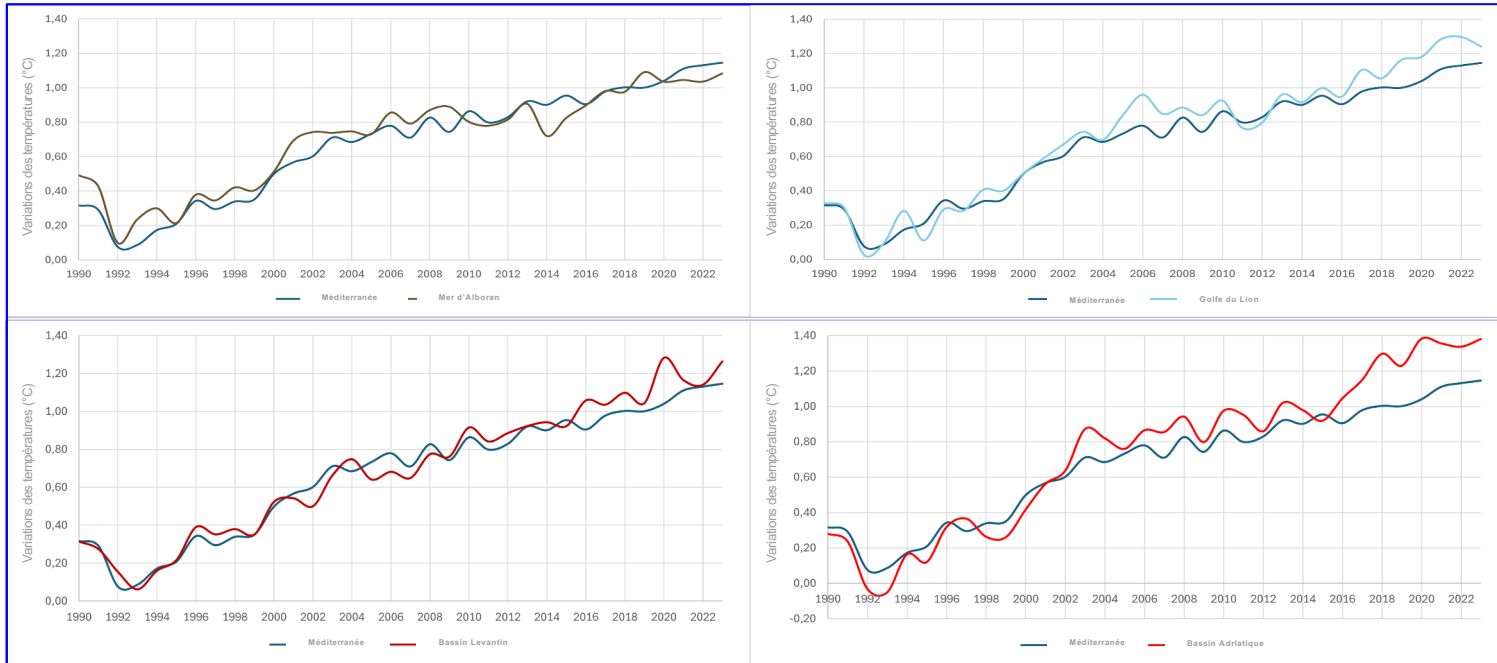 1,40
1,20
1,00
0,80
0,60
0,40
0,20
0,00
Variations des températures (°C)
1990 1992 1994 1996 1998 2000 2002 2004 2006 2008 2010 2012 2014 2016 2018 2020 2022
Méditerranée Mer d'Alboran
1,40
1,20
1,00
0,80
0,60
0,40
0,20
0,00
Variations des températures (°C)
1990 1992 1994 1996 1998 2000 2002 2004 2006 2008 2010 2012 2014 2016 2018 2020 2022
Méditerranée Golfe du Lion
1,40
1,20
1,00
0,80
0,60
0,40
0,20
0,00
Variations des températures (°C)
1990 1992 1994 1996 1998 2000 2002 2004 2006 2008 2010 2012 2014 2016 2018 2020 2022
Méditerranée Bassin Levantin
1,40
1,20
1,00
0,80
0,60
0,40
0,20
0,00
-0,20
Variations des températures (°C)
1990 1992 1994 1996 1998 2000 2002 2004 2006 2008 2010 2012 2014 2016 2018 2020 2022
Méditerranée Bassin Adriatique